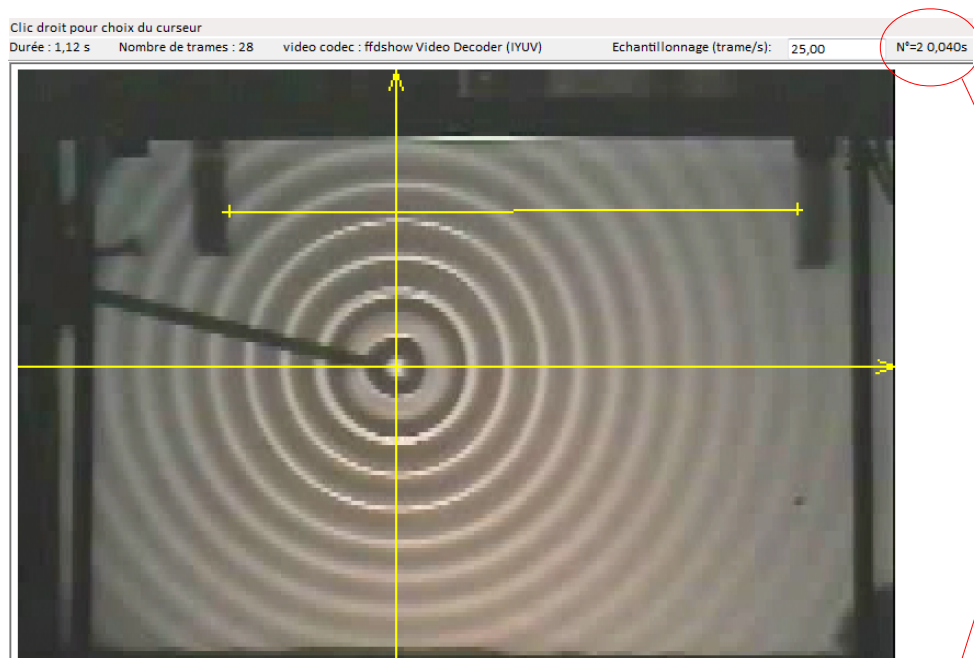 Clic droit pour choix du curseur
Durée : 1,12 s Nombre de trames : 28 video codec : ffdshow Video Decoder (IYUV) Echantillonnage (trame/s): 25,00 N°=2 0,040s